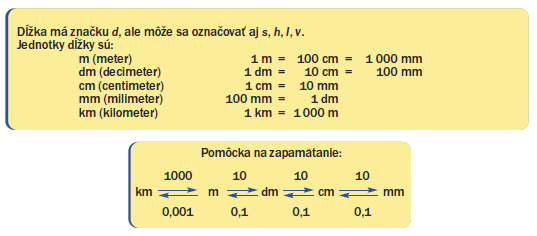 Dĺžka má značku d, ale môže sa označovať aj s, h, l, v.
Jednotky dĺžky sú:
m (meter) 1 m = 100 cm = 1 000 mm
dm (decimeter) 1 dm = 10 cm = 100 mm
cm (centimeter) 1 cm = 10 mm
mm (milimeter) 100 mm = 1 dm
km (kilometer) 1 km = 1 000 m
Pomôcka na zapamätanie:
1000 10 10 10
km m dm cm mm
0,001 0,1 0,1 0,1